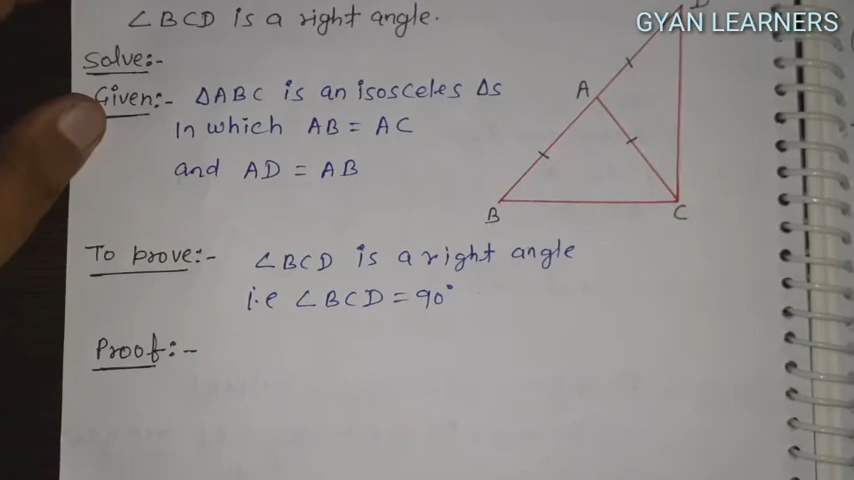 ∠BCD is a right angle.
GYAN LEARNERS
Solve:-
Given:- ΔABC is an isosceles Δs
A
In which AB = AC
and AD = AB
B
C
To prove:- ∠BCD is a right angle
i.e ∠BCD = 90°
Proof:-